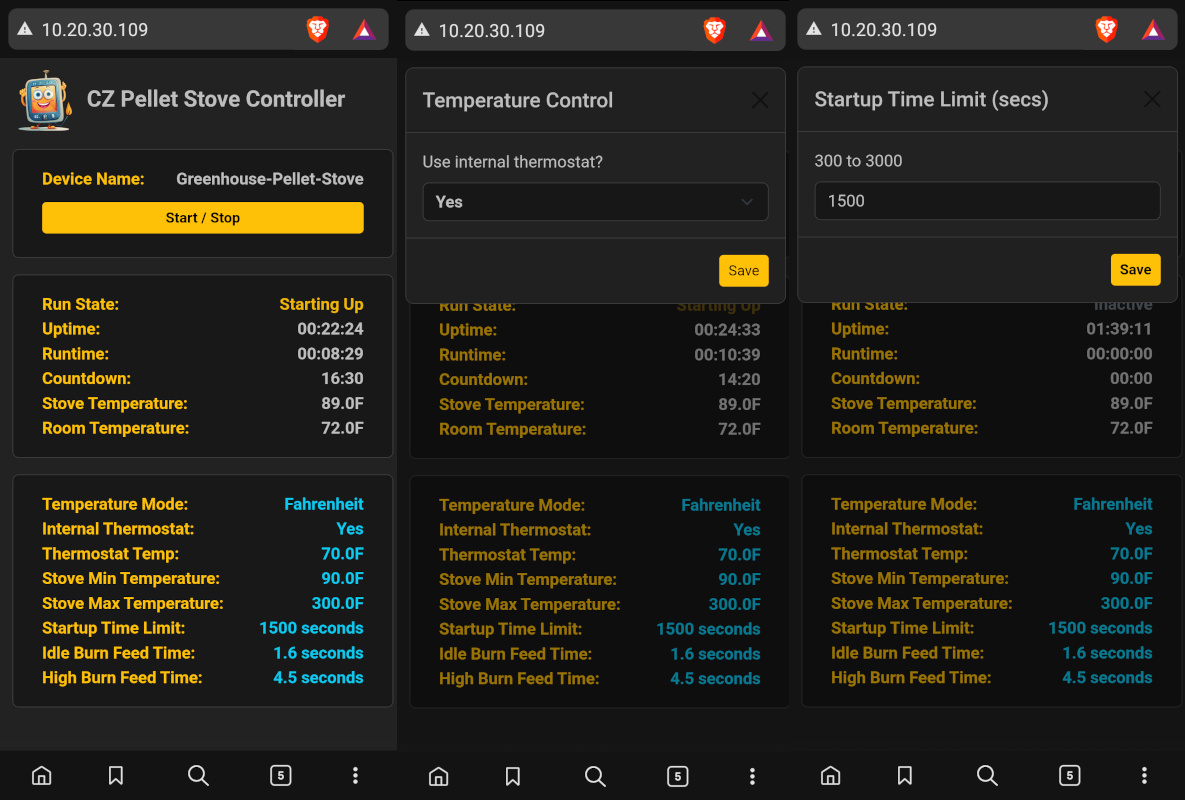 10.20.30.109
CZ Pellet Stove Controller
Device Name: Greenhouse-Pellet-Stove
Start / Stop
Run State: Starting Up
Uptime: 00:22:24
Runtime: 00:08:29
Countdown: 16:30
Stove Temperature: 89.0F
Room Temperature: 72.0F
Temperature Mode: Fahrenheit
Internal Thermostat: Yes
Thermostat Temp: 70.0F
Stove Min Temperature: 90.0F
Stove Max Temperature: 300.0F
Startup Time Limit: 1500 seconds
Idle Burn Feed Time: 1.6 seconds
High Burn Feed Time: 4.5 seconds
5
10.20.30.109
Temperature Control
Use internal thermostat?
Yes
Save
Run State: Starting Up
Uptime: 00:24:33
Runtime: 00:10:39
Countdown: 14:20
Stove Temperature: 89.0F
Room Temperature: 72.0F
Temperature Mode: Fahrenheit
Internal Thermostat: Yes
Thermostat Temp: 70.0F
Stove Min Temperature: 90.0F
Stove Max Temperature: 300.0F
Startup Time Limit: 1500 seconds
Idle Burn Feed Time: 1.6 seconds
High Burn Feed Time: 4.5 seconds
5
10.20.30.109
Startup Time Limit (secs)
300 to 3000
1500
Save
Run State: Inactive
Uptime: 01:39:11
Runtime: 00:00:00
Countdown: 00:00
Stove Temperature: 89.0F
Room Temperature: 72.0F
Temperature Mode: Fahrenheit
Internal Thermostat: Yes
Thermostat Temp: 70.0F
Stove Min Temperature: 90.0F
Stove Max Temperature: 300.0F
Startup Time Limit: 1500 seconds
Idle Burn Feed Time: 1.6 seconds
High Burn Feed Time: 4.5 seconds
5